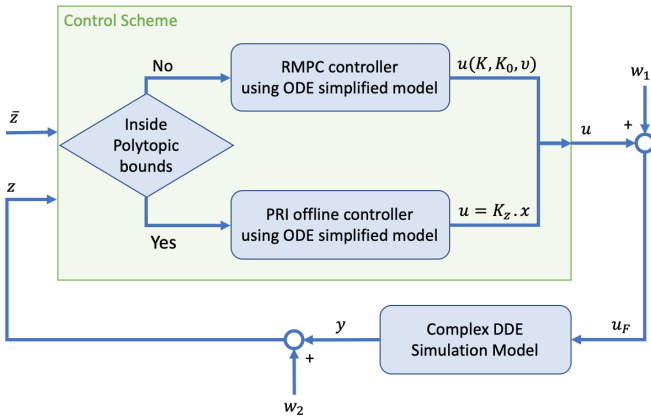 Control Scheme
No
RMPC controller
using ODE simplified model
u(K, K₀, υ)
w₁
z̄
Inside
Polytopic
bounds
u
+
z
PRI offline controller
using ODE simplified model
u = K_z . x
Yes
y
Complex DDE
Simulation Model
u_F
+
w₂